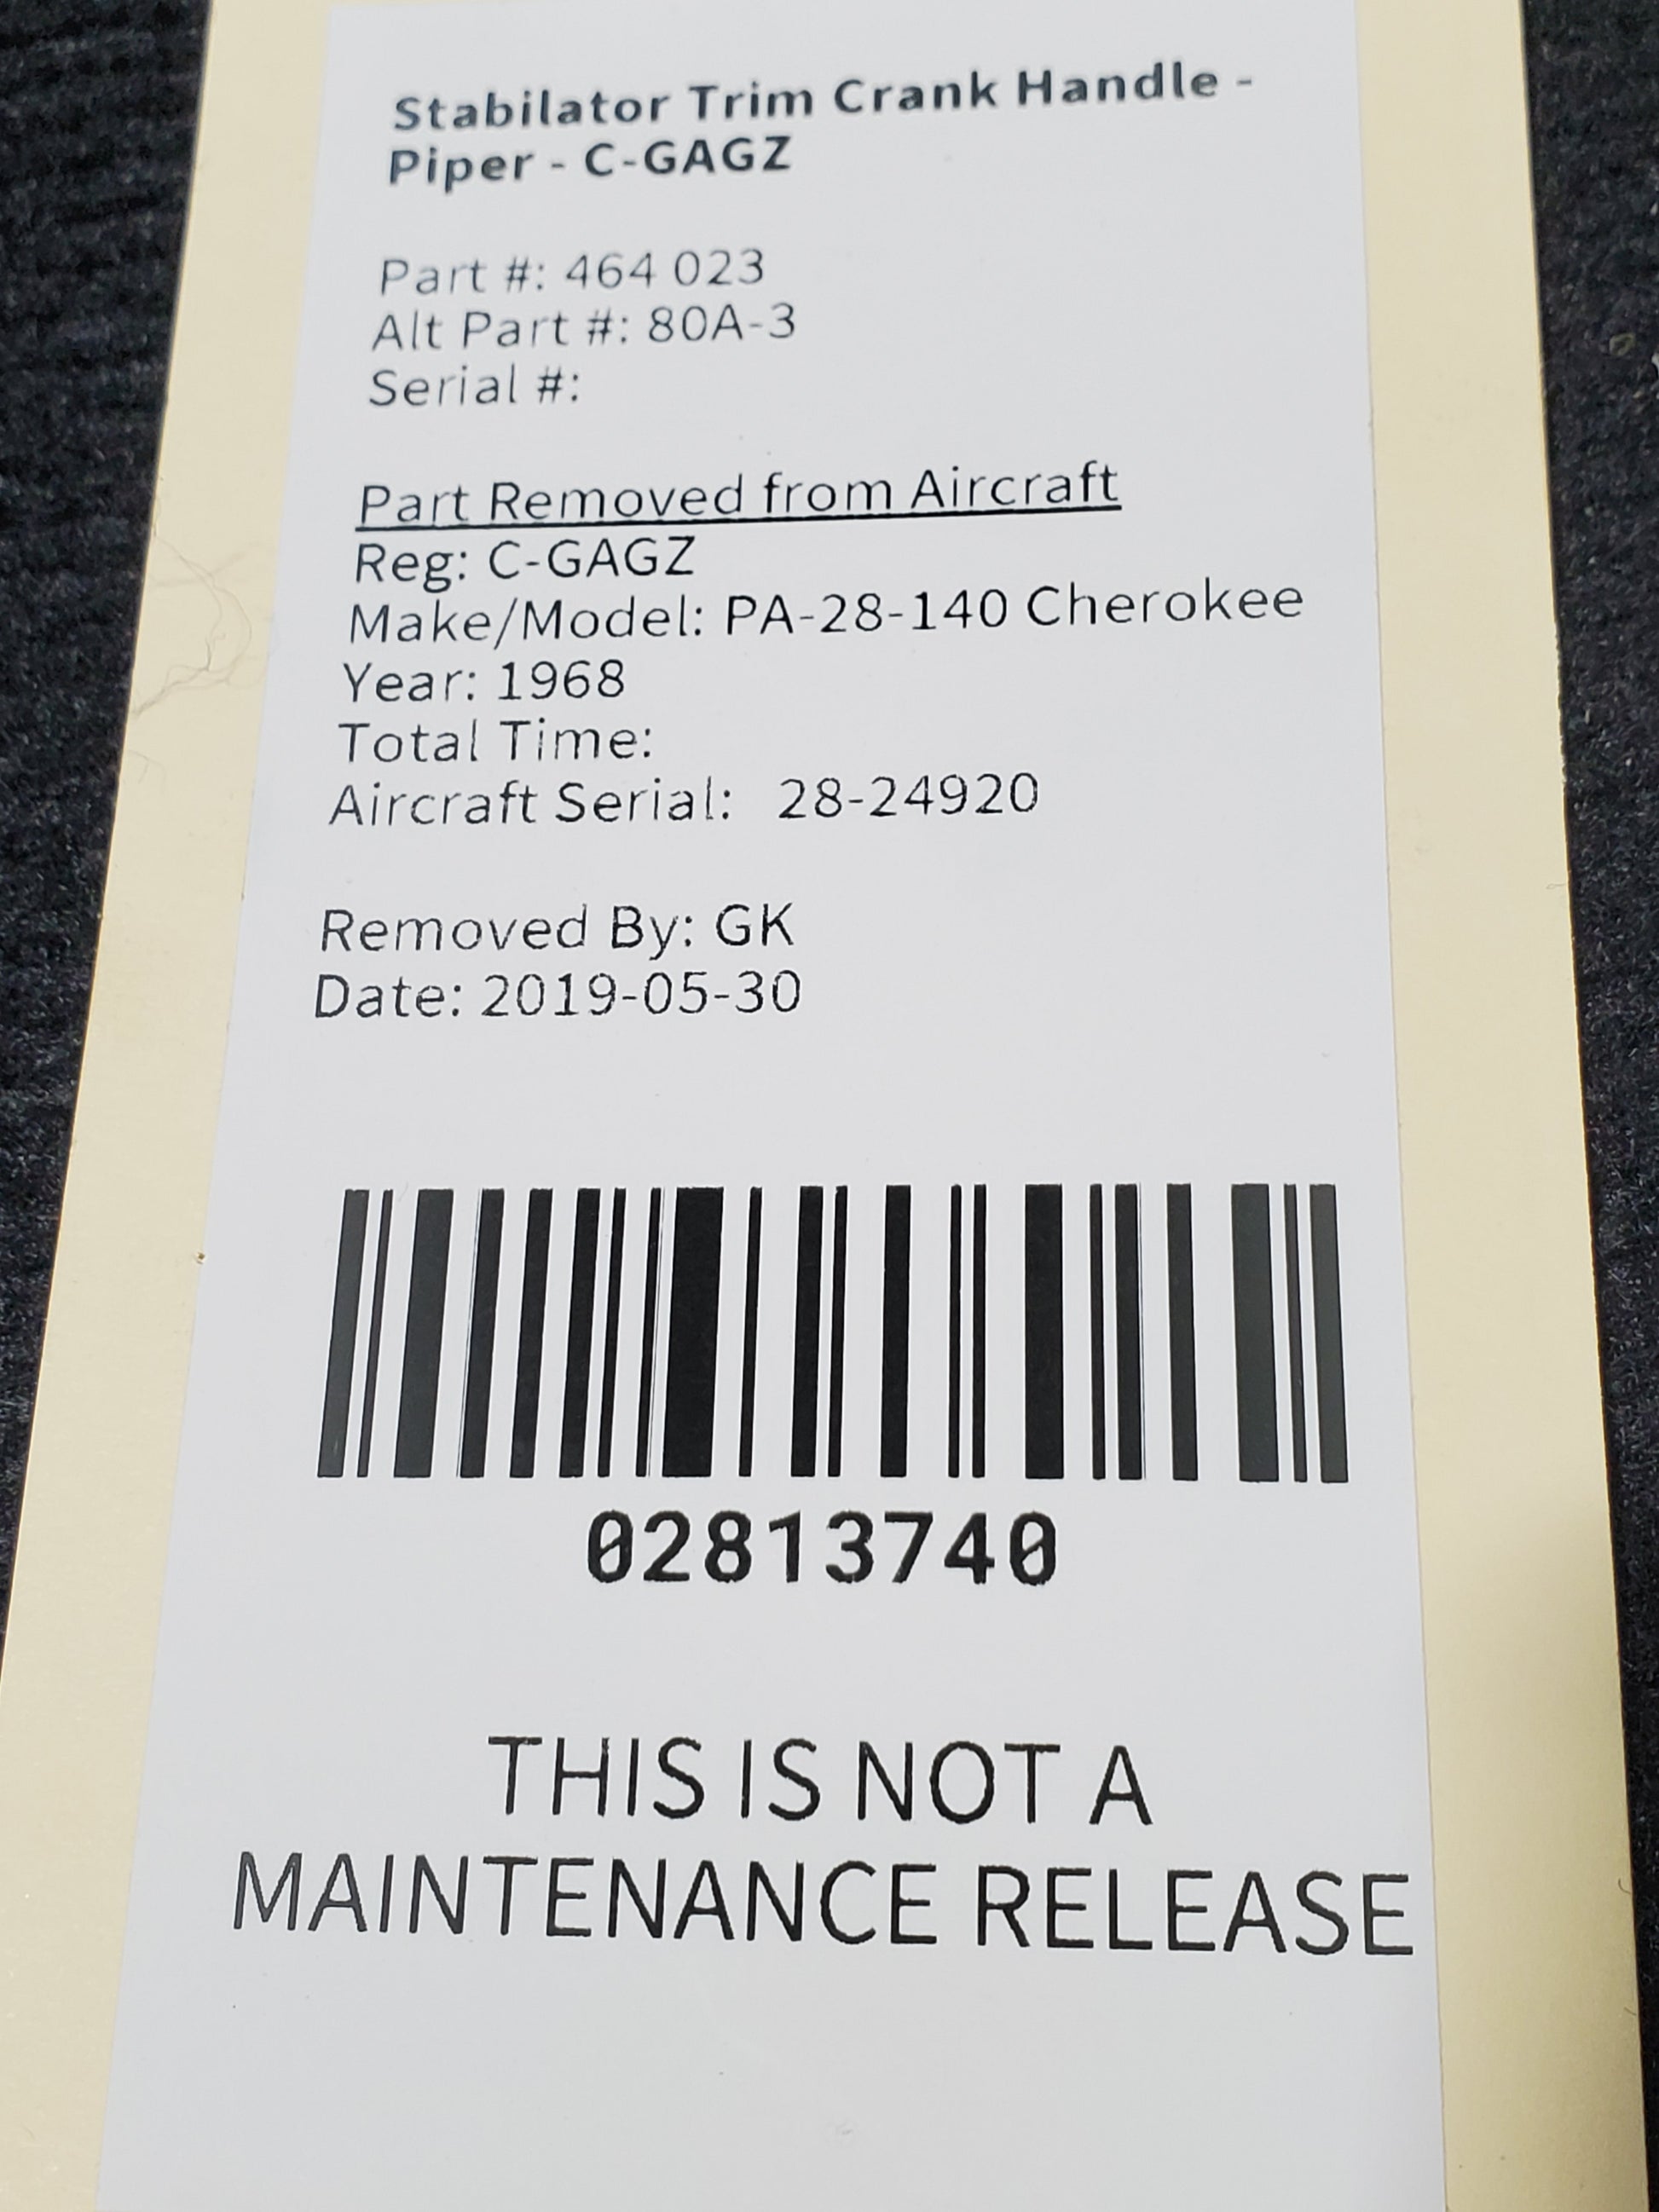 Stabilator Trim Crank Handle -
Piper - C-GAGZ
Part #: 464 023
Alt Part #: 80A-3
Serial #:
Part Removed from Aircraft
Reg: C-GAGZ
Make/Model: PA-28-140 Cherokee
Year: 1968
Total Time:
Aircraft Serial: 28-24920
Removed By: GK
Date: 2019-05-30
02813740
THIS IS NOT A
MAINTENANCE RELEASE